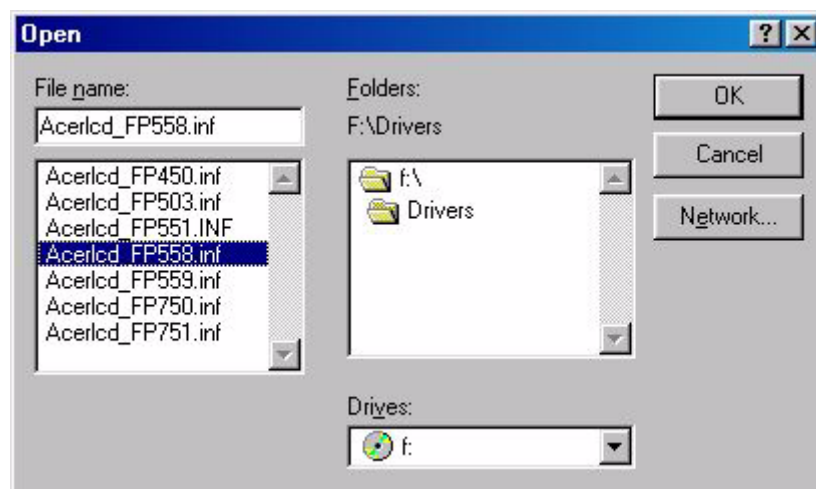 Open
File name:
Acerlcd_FP558.inf
Acerlcd_FP450.inf
Acerlcd_FP503.inf
Acerlcd_FP551.INF
Acerlcd_FP558.inf
Acerlcd_FP559.inf
Acerlcd_FP750.inf
Acerlcd_FP751.inf
Folders:
F:\Drivers
f:\
Drivers
Drives:
f:
OK
Cancel
Network...